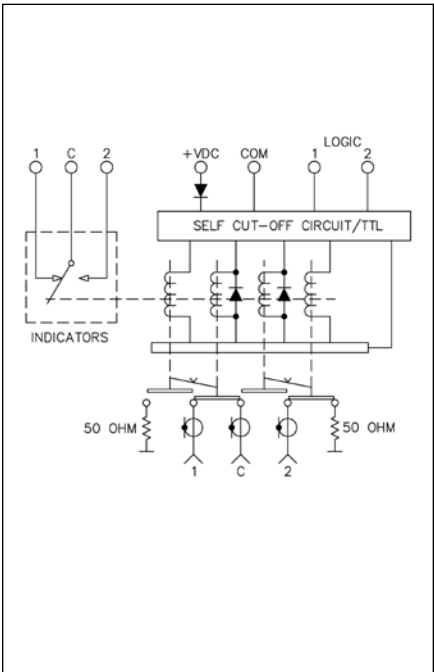 LOGIC
1 C 2 +VDC COM 1 2
SELF CUT-OFF CIRCUIT/TTL
INDICATORS
50 OHM 50 OHM
1 C 2